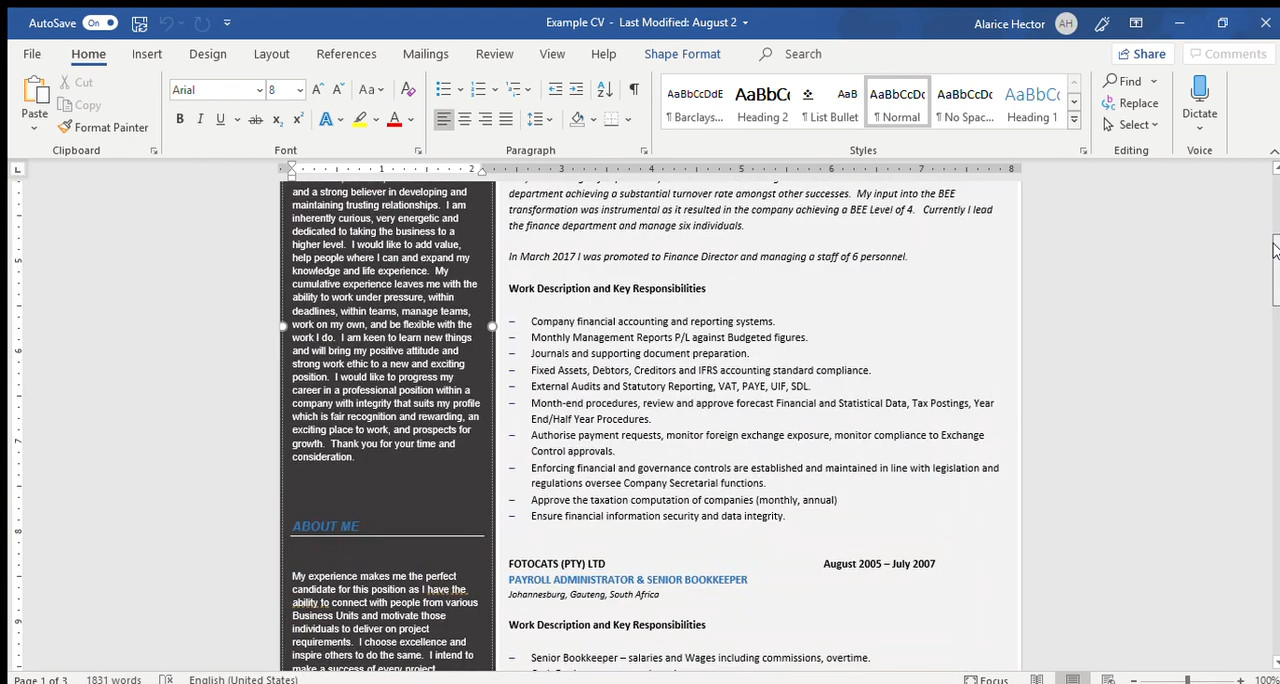 AutoSave On
Example CV - Last Modified: August 2
Alarice Hector AH
File Home Insert Design Layout References Mailings Review View Help Shape Format Search Share Comments
Paste
Cut
Copy
Format Painter
Clipboard
Arial 8
Font
Paragraph
AaBbCcDdE AaBbCc AaB AaBbCcDc AaBbCcDc AaBbCc
¶ Barclays... Heading 2 ¶ List Bullet ¶ Normal ¶ No Spac... Heading 1
Styles
Find
Replace
Select
Editing
Dictate
Voice
1 2 3 4 5 6 7 8
and a strong believer in developing and
maintaining trusting relationships. I am
inherently curious, very energetic and
dedicated to taking the business to a
higher level. I would like to add value,
help people where I can and expand my
knowledge and life experience. My
cumulative experience leaves me with the
ability to work under pressure, within
deadlines, within teams, manage teams,
work on my own, and be flexible with the
work I do. I am keen to learn new things
and will bring my positive attitude and
strong work ethic to a new and exciting
position. I would like to progress my
career in a professional position within a
company with integrity that suits my profile
which is fair recognition and rewarding, an
exciting place to work, and prospects for
growth. Thank you for your time and
consideration.
ABOUT ME
My experience makes me the perfect
candidate for this position as I have the
ability to connect with people from various
Business Units and motivate those
individuals to deliver on project
requirements. I choose excellence and
inspire others to do the same. I intend to
make a success of every project
department achieving a substantial turnover rate amongst other successes. My input into the BEE
transformation was instrumental as it resulted in the company achieving a BEE Level of 4. Currently I lead
the finance department and manage six individuals.
In March 2017 I was promoted to Finance Director and managing a staff of 6 personnel.
Work Description and Key Responsibilities
– Company financial accounting and reporting systems.
– Monthly Management Reports P/L against Budgeted figures.
– Journals and supporting document preparation.
– Fixed Assets, Debtors, Creditors and IFRS accounting standard compliance.
– External Audits and Statutory Reporting, VAT, PAYE, UIF, SDL.
– Month-end procedures, review and approve forecast Financial and Statistical Data, Tax Postings, Year
End/Half Year Procedures.
– Authorise payment requests, monitor foreign exchange exposure, monitor compliance to Exchange
Control approvals.
– Enforcing financial and governance controls are established and maintained in line with legislation and
regulations oversee Company Secretarial functions.
– Approve the taxation computation of companies (monthly, annual)
– Ensure financial information security and data integrity.
FOTOCATS (PTY) LTD August 2005 – July 2007
PAYROLL ADMINISTRATOR & SENIOR BOOKKEEPER
Johannesburg, Gauteng, South Africa
Work Description and Key Responsibilities
– Senior Bookkeeper – salaries and Wages including commissions, overtime.
Page 1 of 3 1831 words English (United States) Focus 100%